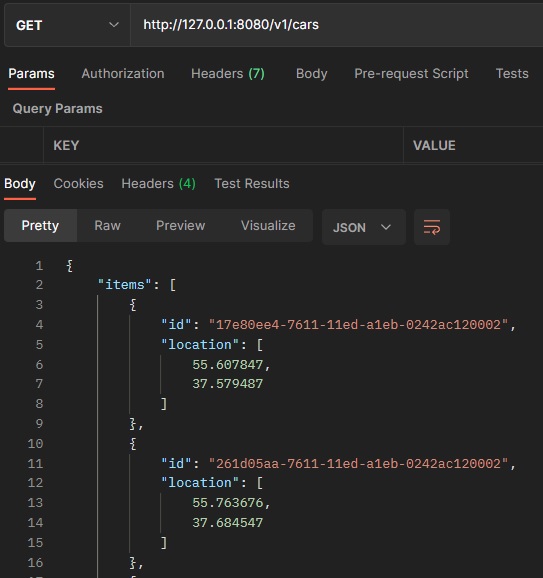 GET http://127.0.0.1:8080/v1/cars
Params Authorization Headers (7) Body Pre-request Script Tests
Query Params
KEY VALUE
Body Cookies Headers (4) Test Results
Pretty Raw Preview Visualize JSON
1 {
2 "items": [
3 {
4 "id": "17e80ee4-7611-11ed-a1eb-0242ac120002",
5 "location": [
6 55.607847,
7 37.579487
8 ]
9 },
10 {
11 "id": "261d05aa-7611-11ed-a1eb-0242ac120002",
12 "location": [
13 55.763676,
14 37.684547
15 ]
16 },